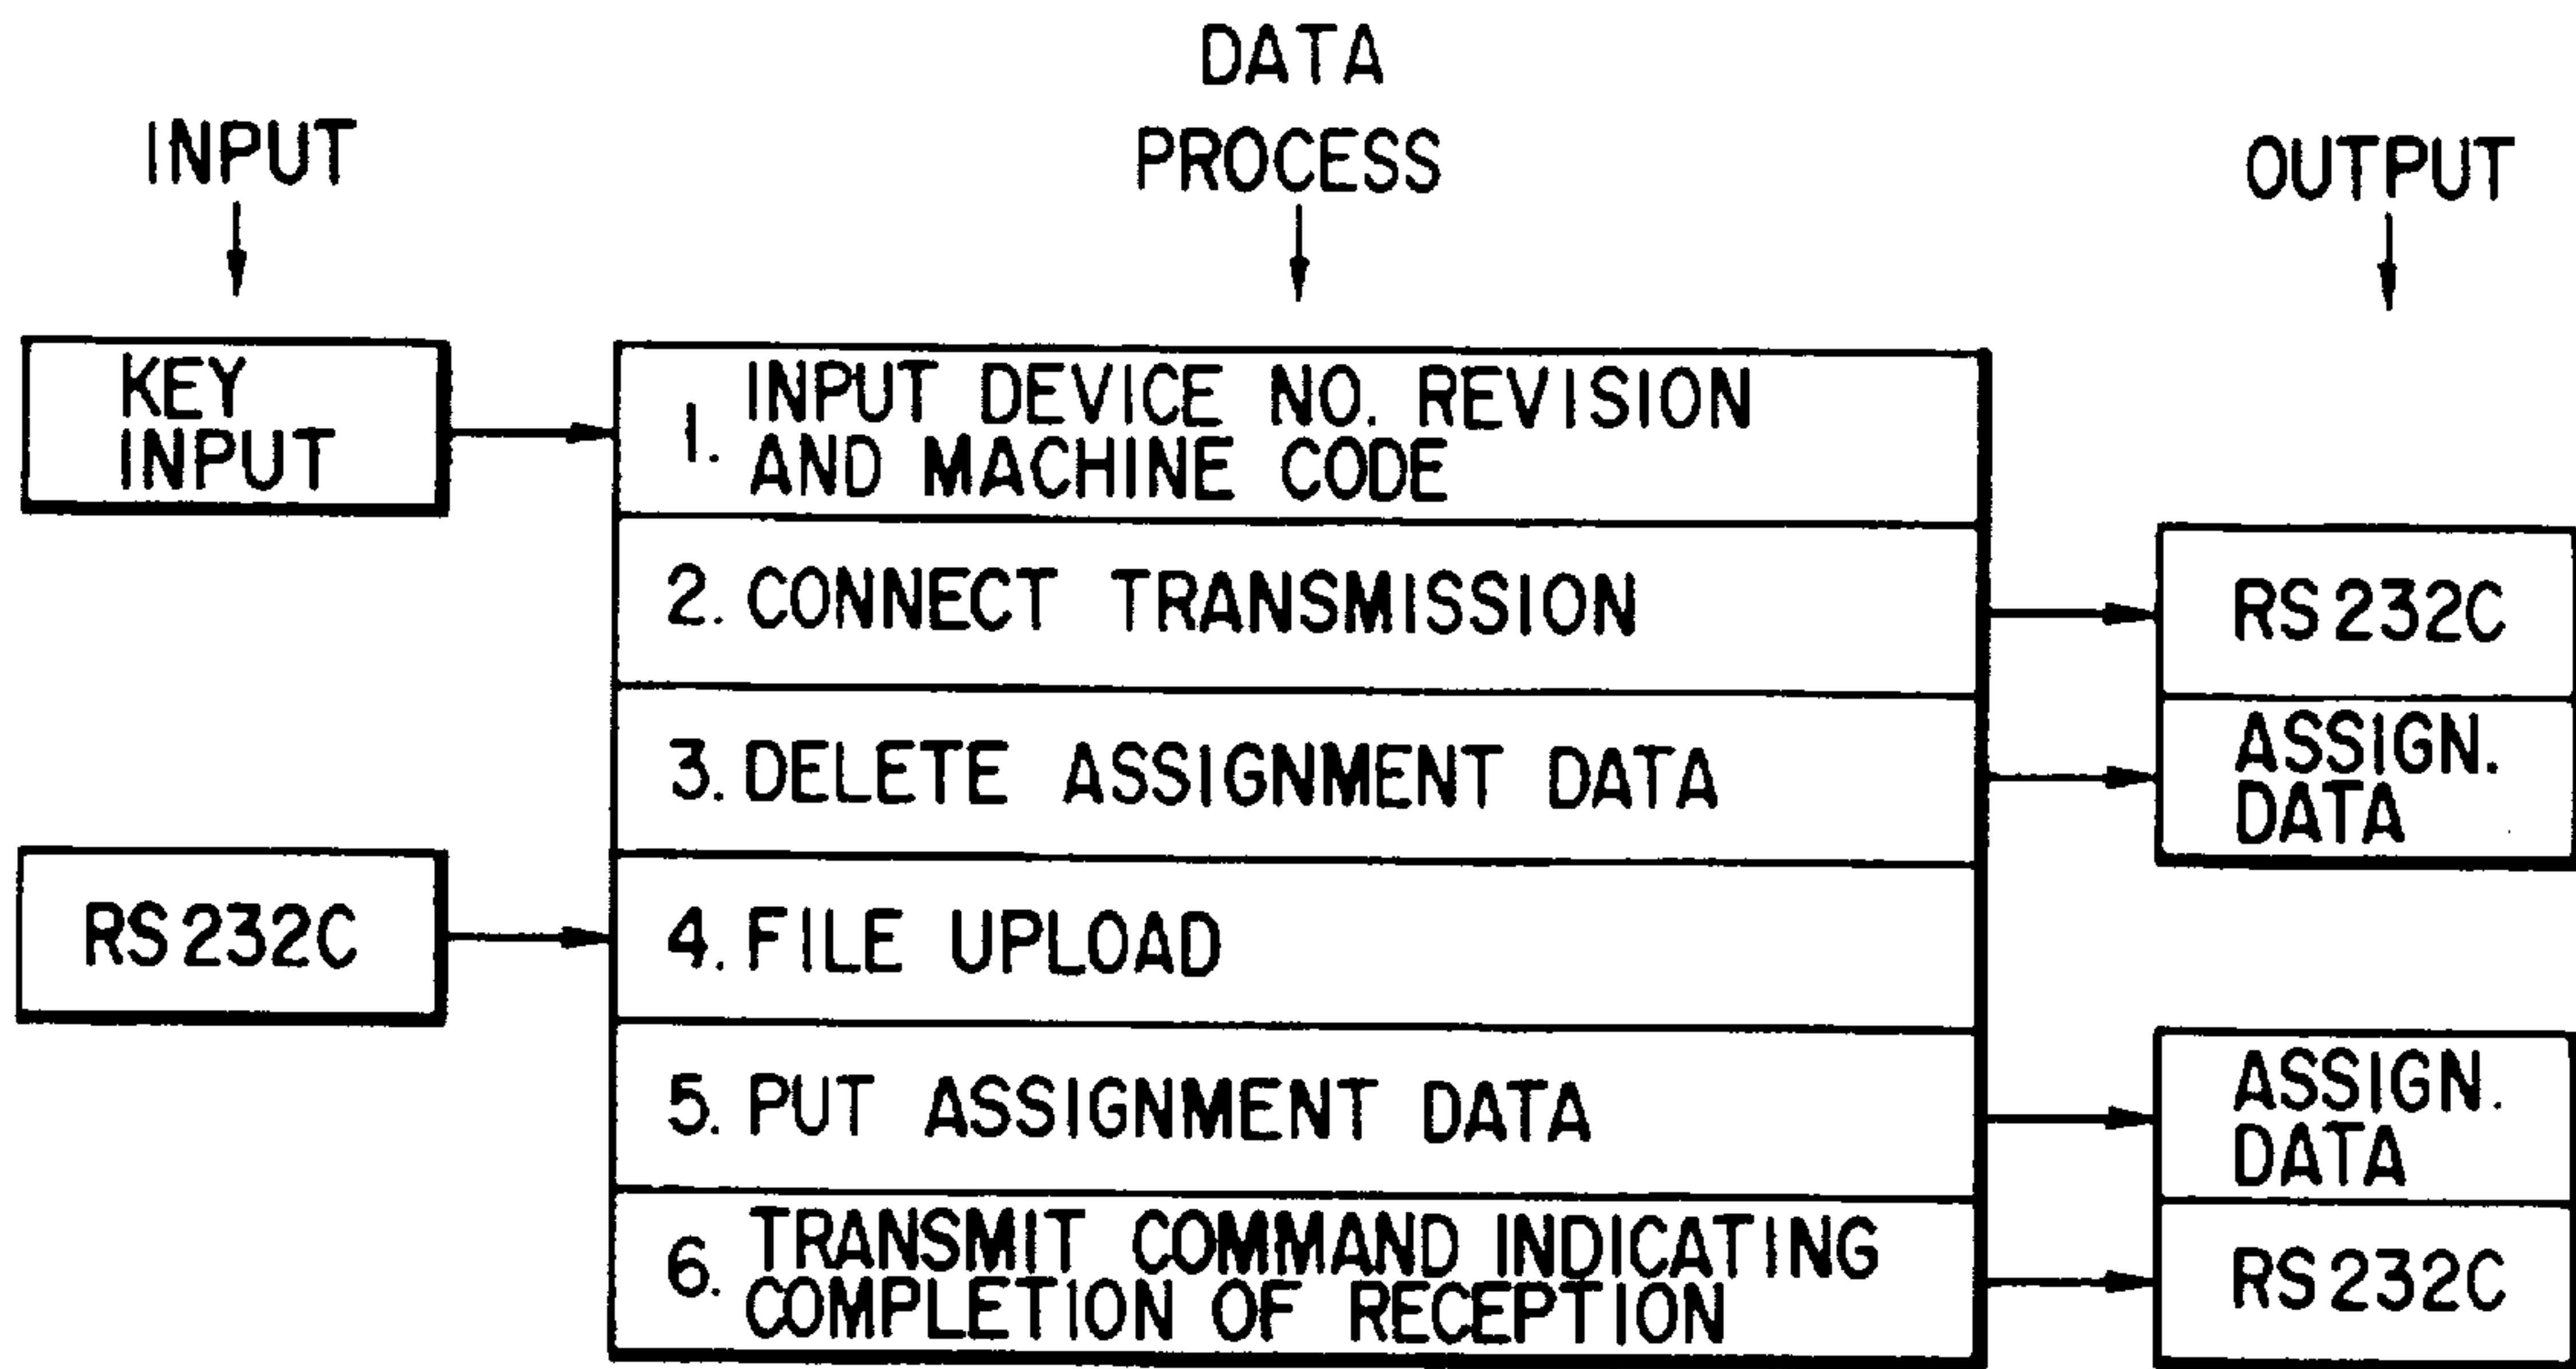 DATA
PROCESS
INPUT
OUTPUT
KEY
INPUT
1. INPUT DEVICE NO. REVISION
AND MACHINE CODE
2. CONNECT TRANSMISSION
RS232C
3. DELETE ASSIGNMENT DATA
ASSIGN.
DATA
RS232C
4. FILE UPLOAD
5. PUT ASSIGNMENT DATA
ASSIGN.
DATA
6. TRANSMIT COMMAND INDICATING
COMPLETION OF RECEPTION
RS232C